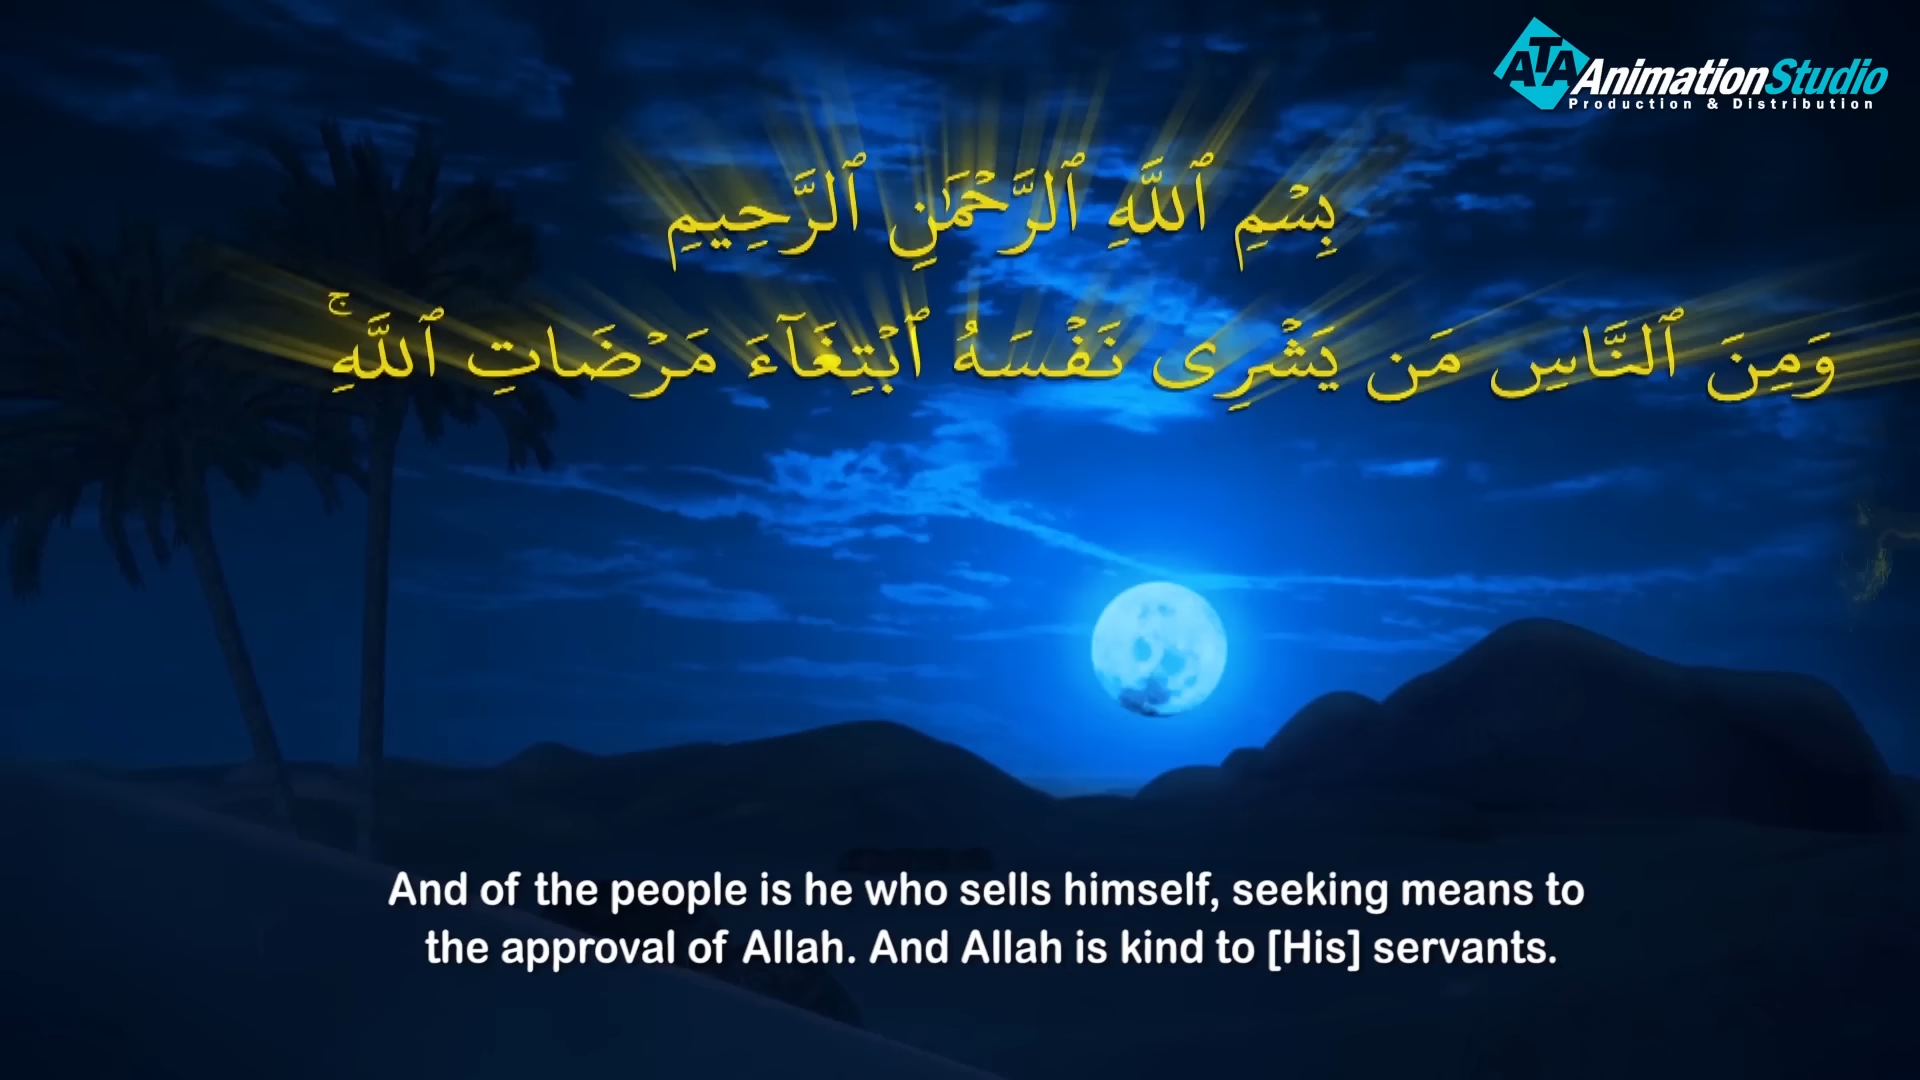 ATA AnimationStudio
Production & Distribution
بِسْمِ ٱللَّهِ ٱلرَّحْمَٰنِ ٱلرَّحِيمِ
وَمِنَ ٱلنَّاسِ مَن يَشْرِى نَفْسَهُ ٱبْتِغَآءَ مَرْضَاتِ ٱللَّهِ ۚ
And of the people is he who sells himself, seeking means to
the approval of Allah. And Allah is kind to [His] servants.